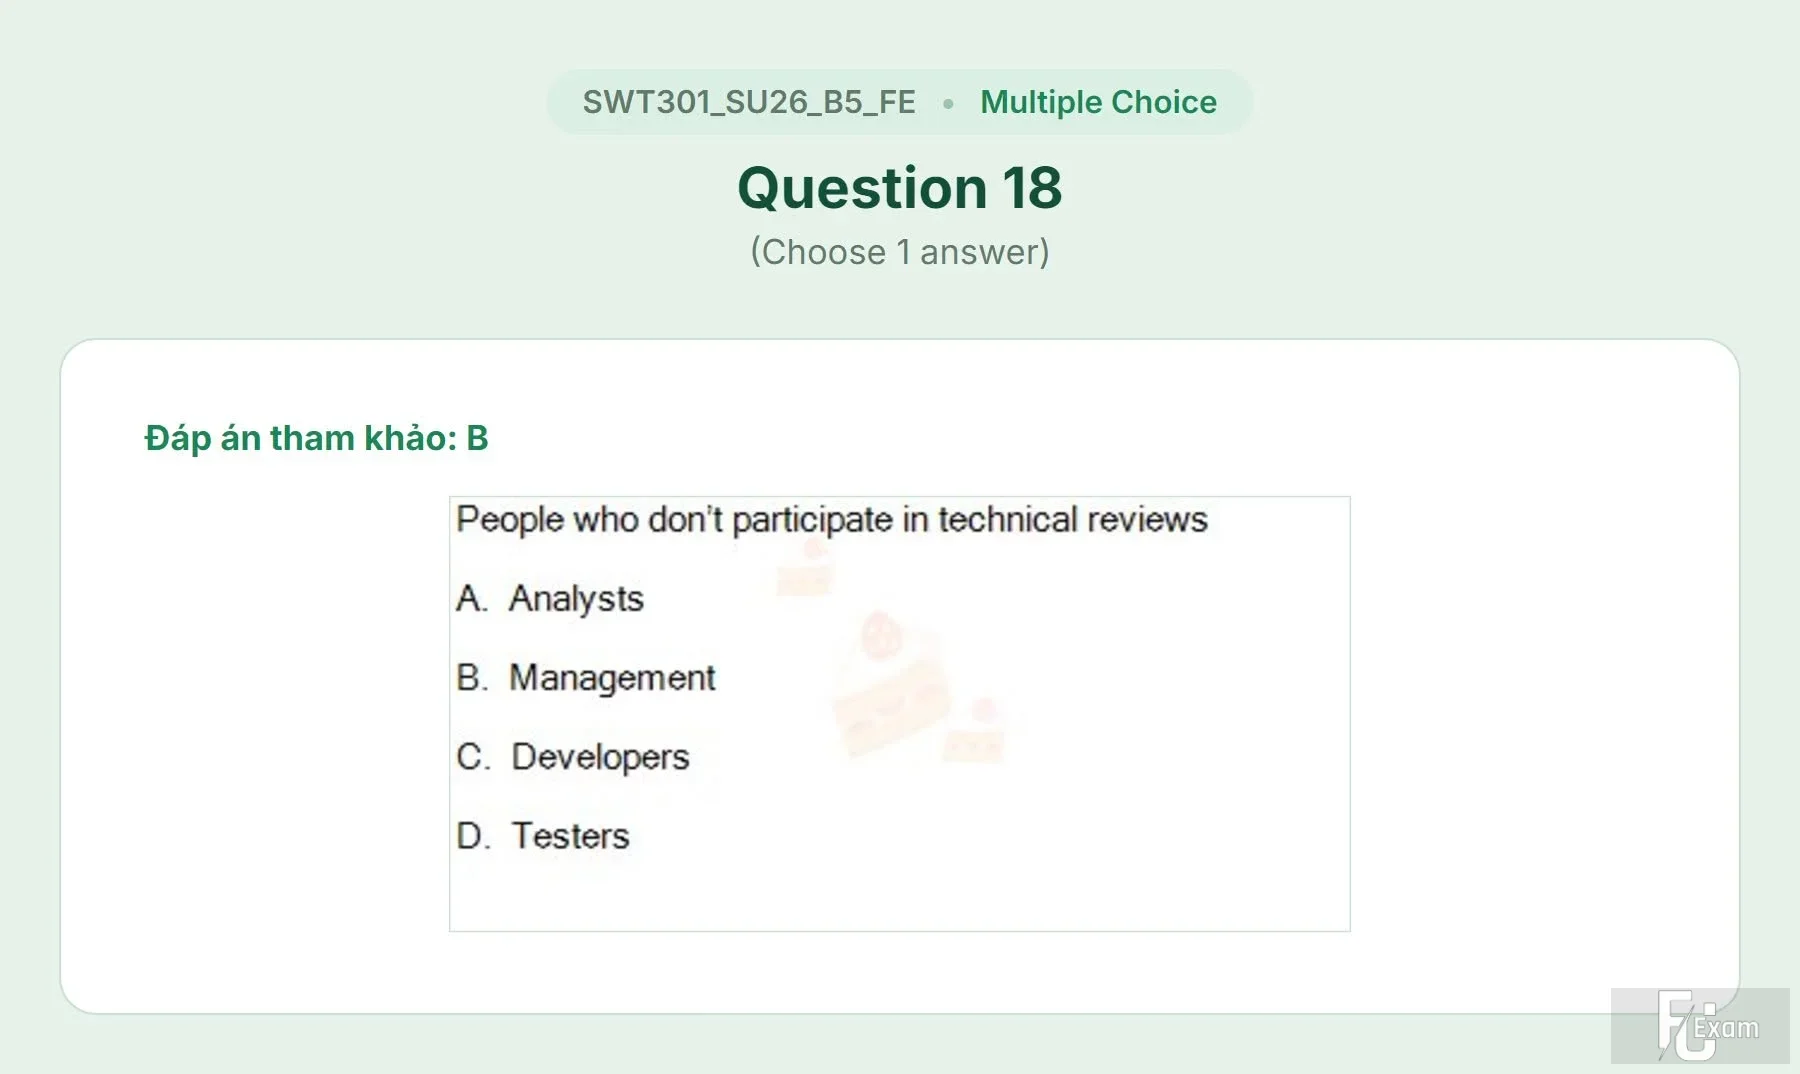 SWT301_SU26_B5_FE • Multiple Choice
Question 18
(Choose 1 answer)
Đáp án tham khảo: B
People who don't participate in technical reviews
A. Analysts
B. Management
C. Developers
D. Testers
FU Exam